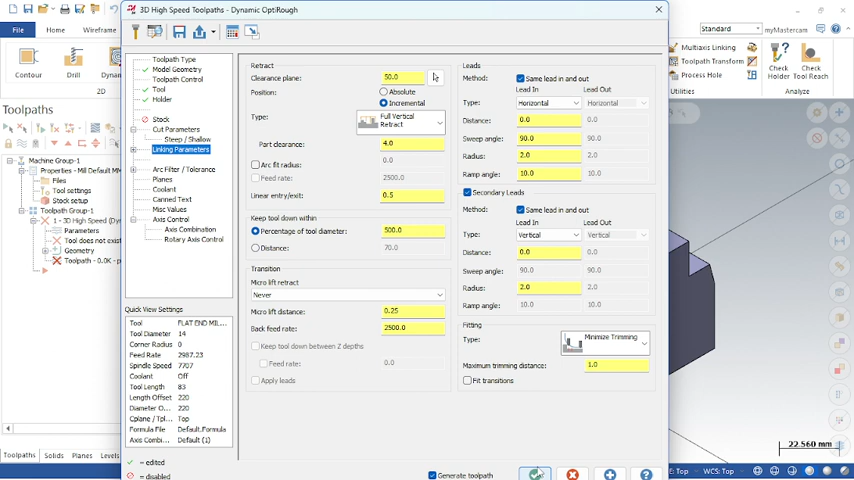 3D High Speed Toolpaths - Dynamic OptiRough
File
Home
Wireframe
Standard
myMastercam
Contour
Drill
2D
Multiaxis Linking
Toolpath Transform
Process Hole
Utilities
Check Holder
Check Tool Reach
Analyze
Toolpaths
Machine Group-1
Properties - Mill Default MM
Files
Tool settings
Stock setup
Toolpath Group-1
1 - 3D High Speed (Dyn
Parameters
Tool does not exist
Geometry
Toolpath - 0.0K - p
Toolpaths
Solids
Planes
Levels
Toolpath Type
Model Geometry
Toolpath Control
Tool
Holder
Stock
Cut Parameters
Steep / Shallow
Linking Parameters
Arc Filter / Tolerance
Planes
Coolant
Canned Text
Misc Values
Axis Control
Axis Combination
Rotary Axis Control
Quick View Settings
Tool FLAT END MIL...
Tool Diameter 14
Corner Radius 0
Feed Rate 2987.23
Spindle Speed 7707
Coolant Off
Tool Length 83
Length Offset 220
Diameter O... 220
Cplane / Tpl... Top
Formula File Default.Formula
Axis Combi... Default (1)
= edited
= disabled
Retract
Clearance plane: 50.0
Position: Absolute
Incremental
Type: Full Vertical Retract
Part clearance: 4.0
Arc fit radius: 0.0
Feed rate: 2500.0
Linear entry/exit: 0.5
Keep tool down within
Percentage of tool diameter: 500.0
Distance: 70.0
Transition
Micro lift retract
Never
Micro lift distance: 0.25
Back feed rate: 2500.0
Keep tool down between Z depths
Feed rate: 0.0
Apply leads
Leads
Method: Same lead in and out
Lead In Lead Out
Type: Horizontal Horizontal
Distance: 0.0 0.0
Sweep angle: 90.0 90.0
Radius: 2.0 2.0
Ramp angle: 10.0 10.0
Secondary Leads
Method: Same lead in and out
Lead In Lead Out
Type: Vertical Vertical
Distance: 0.0 0.0
Sweep angle: 90.0 90.0
Radius: 2.0 2.0
Ramp angle: 10.0 10.0
Fitting
Type: Minimize Trimming
Maximum trimming distance: 1.0
Fit transitions
Generate toolpath
22.560 mm
E: Top
WCS: Top